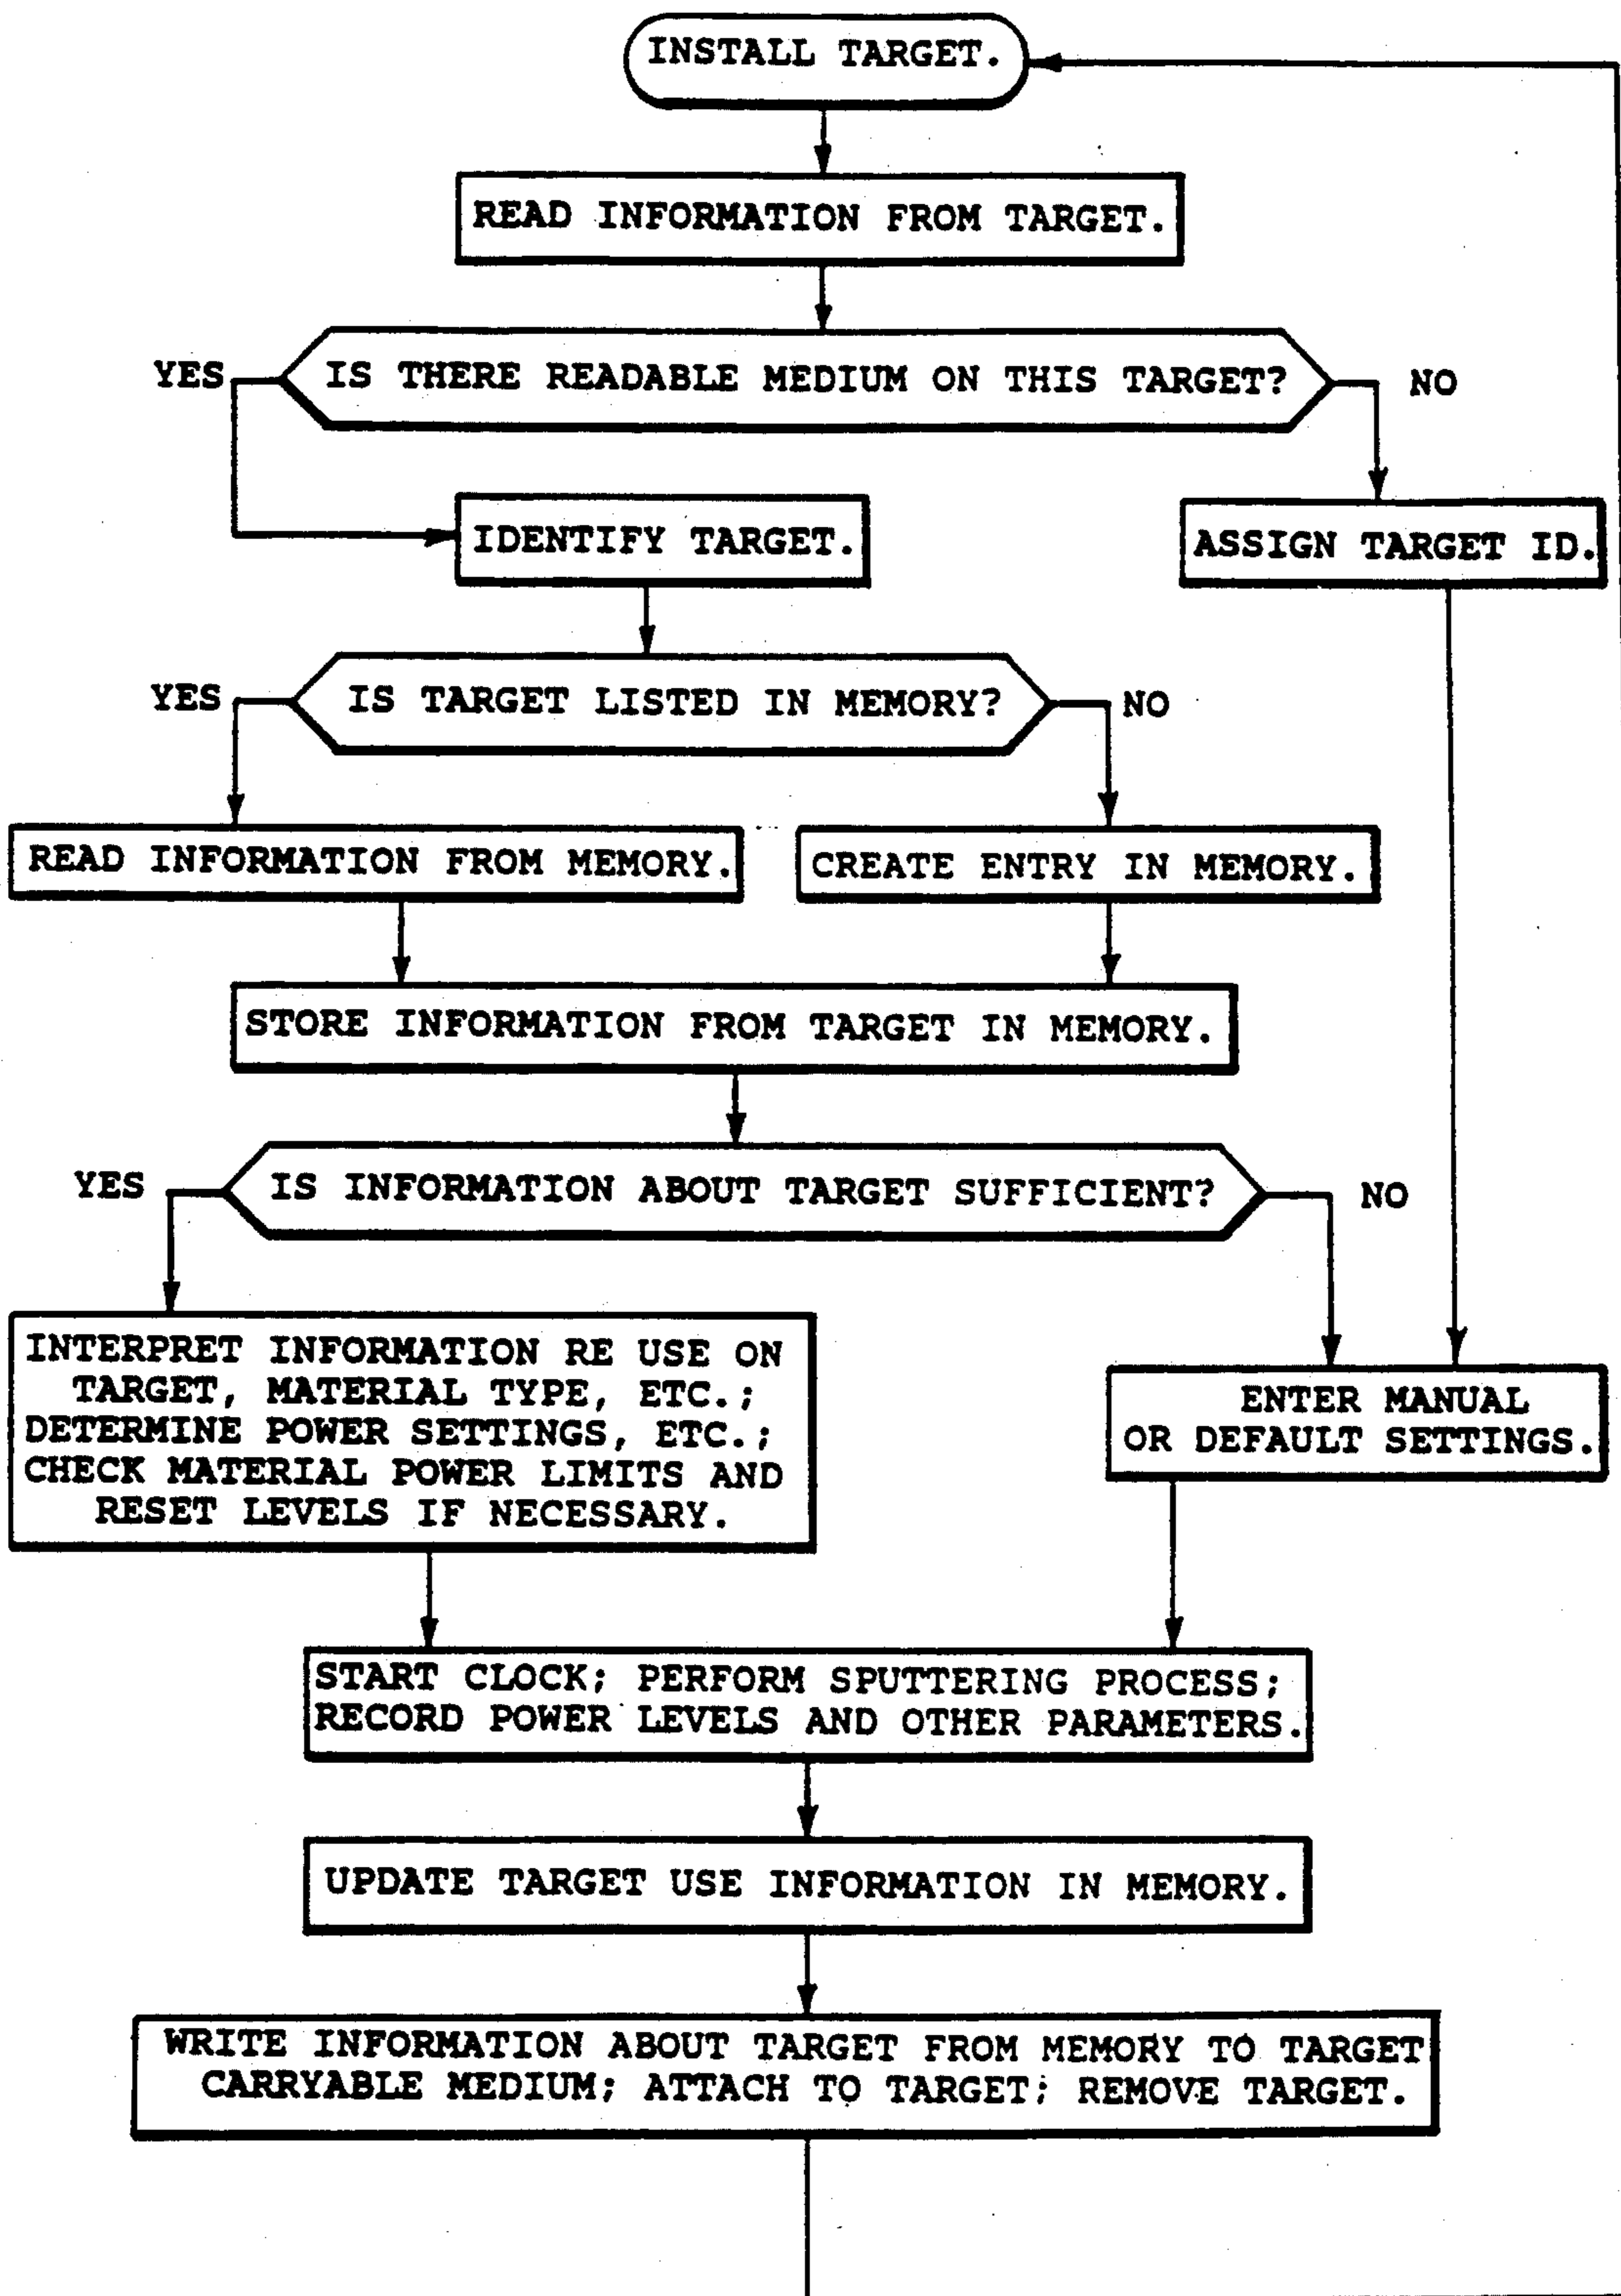 INSTALL TARGET.
READ INFORMATION FROM TARGET.
YES
IS THERE READABLE MEDIUM ON THIS TARGET?
NO
IDENTIFY TARGET.
ASSIGN TARGET ID.
YES
IS TARGET LISTED IN MEMORY?
NO
READ INFORMATION FROM MEMORY.
CREATE ENTRY IN MEMORY.
STORE INFORMATION FROM TARGET IN MEMORY.
YES
IS INFORMATION ABOUT TARGET SUFFICIENT?
NO
INTERPRET INFORMATION RE USE ON
TARGET, MATERIAL TYPE, ETC.;
DETERMINE POWER SETTINGS, ETC.;
CHECK MATERIAL POWER LIMITS AND
RESET LEVELS IF NECESSARY.
ENTER MANUAL
OR DEFAULT SETTINGS.
START CLOCK; PERFORM SPUTTERING PROCESS;
RECORD POWER LEVELS AND OTHER PARAMETERS.
UPDATE TARGET USE INFORMATION IN MEMORY.
WRITE INFORMATION ABOUT TARGET FROM MEMORY TO TARGET
CARRYABLE MEDIUM; ATTACH TO TARGET; REMOVE TARGET.